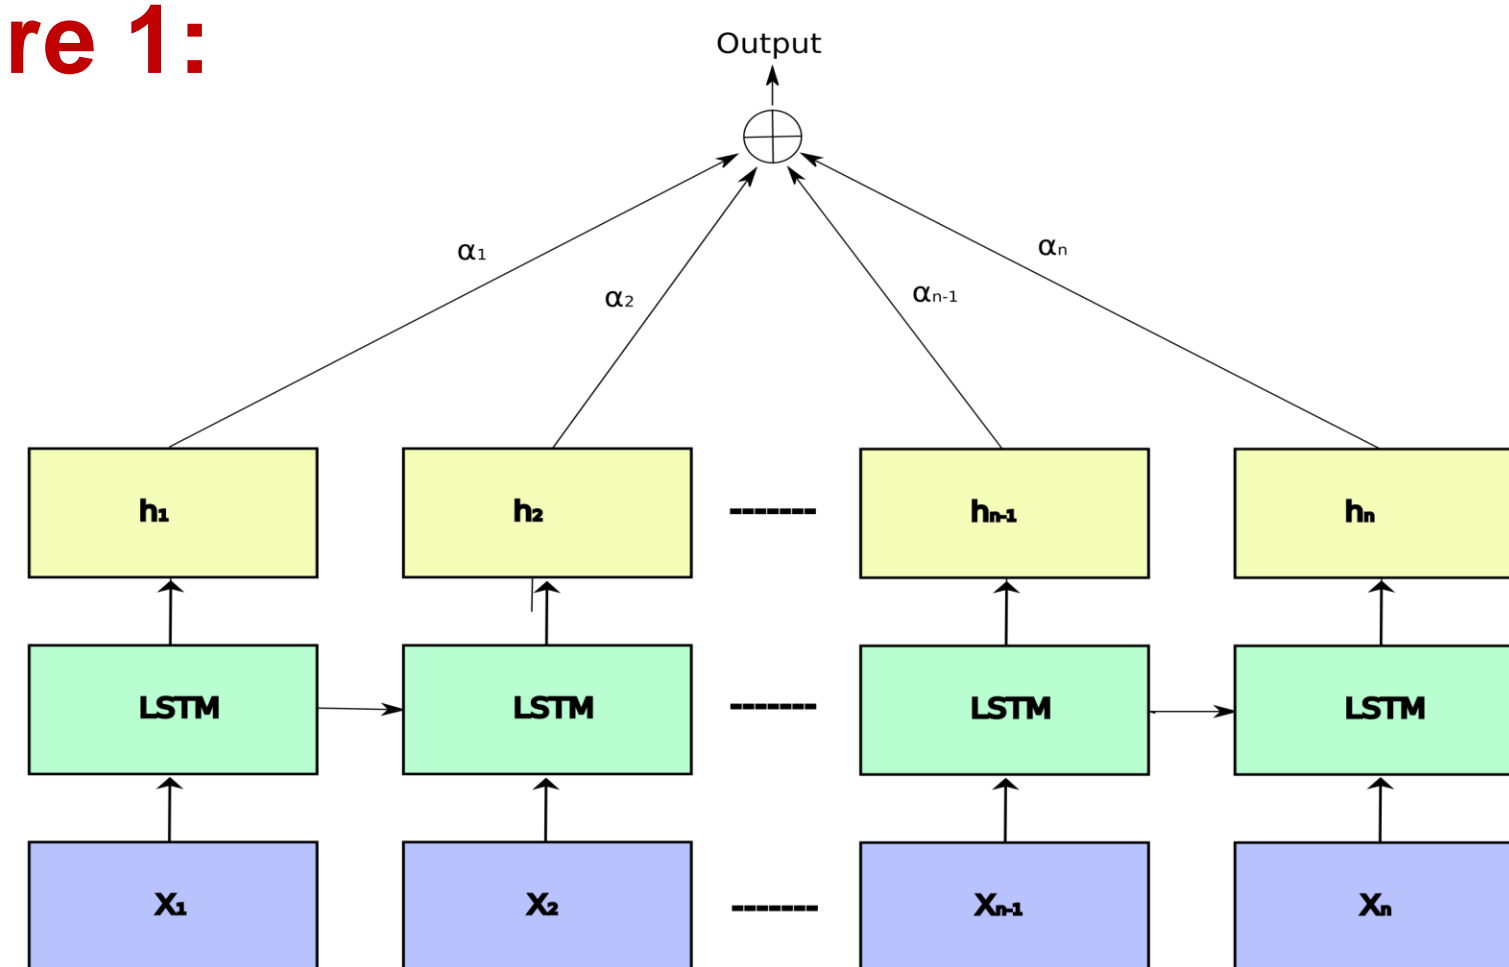 re 1:
Output
α₁
α₂
αₙ₋₁
αₙ
h₁
h₂
-------
hₙ₋₁
hₙ
LSTM
LSTM
-------
LSTM
LSTM
X₁
X₂
-------
Xₙ₋₁
Xₙ